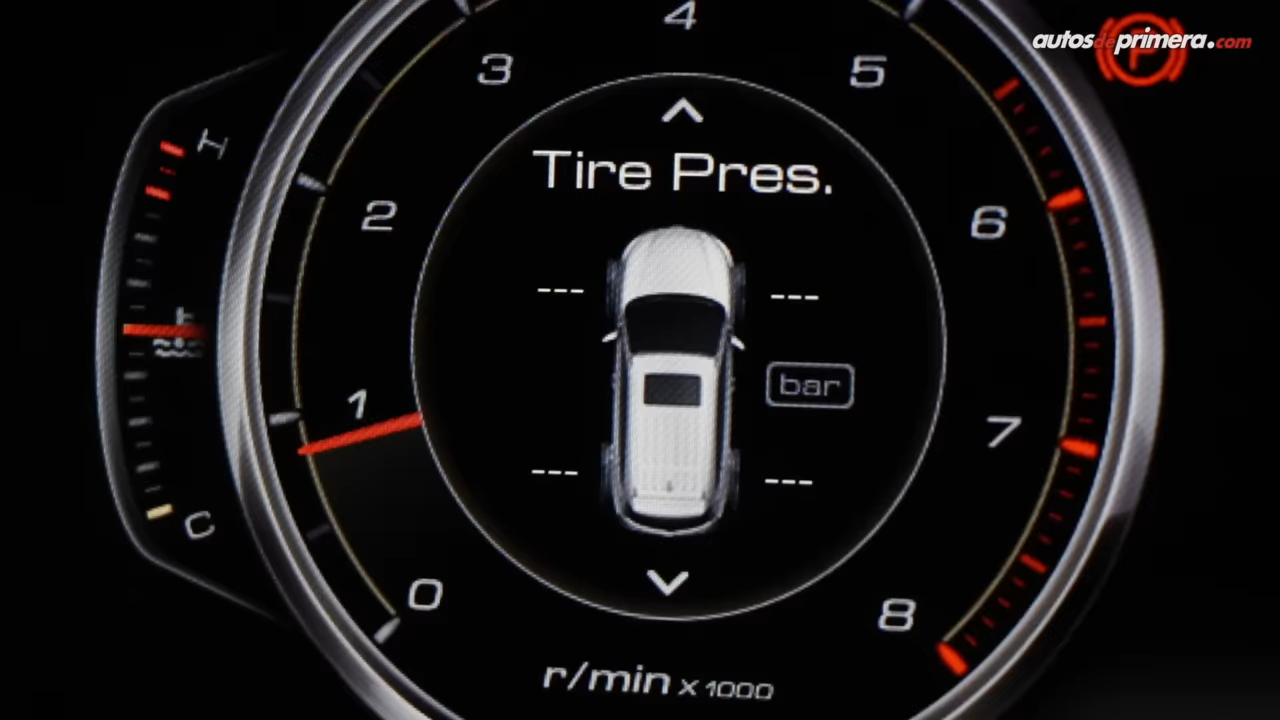 autosdeprimera.com
4
3
5
H
Tire Pres.
2
6
--- ---
bar
1
7
--- ---
C
0
8
r/min x 1000
P